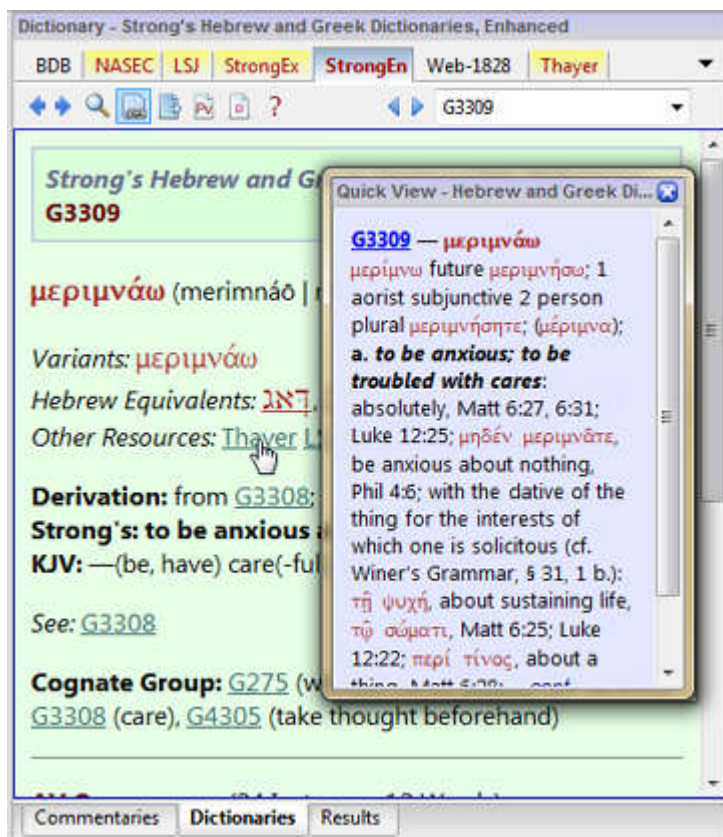 Dictionary - Strong's Hebrew and Greek Dictionaries, Enhanced
BDB NASEC LSJ StrongEx StrongEn Web-1828 Thayer
? G3309
Strong's Hebrew and G
G3309
μεριμνάω (merimnáō |
Variants: μεριμνάω
Hebrew Equivalents: דָּאג,
Other Resources: Thayer L
Derivation: from G3308;
Strong's: to be anxious
KJV: —(be, have) care(-ful
See: G3308
Cognate Group: G275 (w
G3308 (care), G4305 (take thought beforehand)
Quick View - Hebrew and Greek Di...
G3309 — μεριμνάω
μερίμνω future μεριμνήσω; 1
aorist subjunctive 2 person
plural μεριμνήσητε; (μέριμνα);
a. to be anxious; to be
troubled with cares:
absolutely, Matt 6:27, 6:31;
Luke 12:25; μηδέν μεριμνᾶτε,
be anxious about nothing,
Phil 4:6; with the dative of the
thing for the interests of
which one is solicitous (cf.
Winer's Grammar, § 31, 1 b.):
τῇ ψυχή, about sustaining life,
τῷ σώματι, Matt 6:25; Luke
12:22; περί τίνος, about a
Commentaries Dictionaries Results